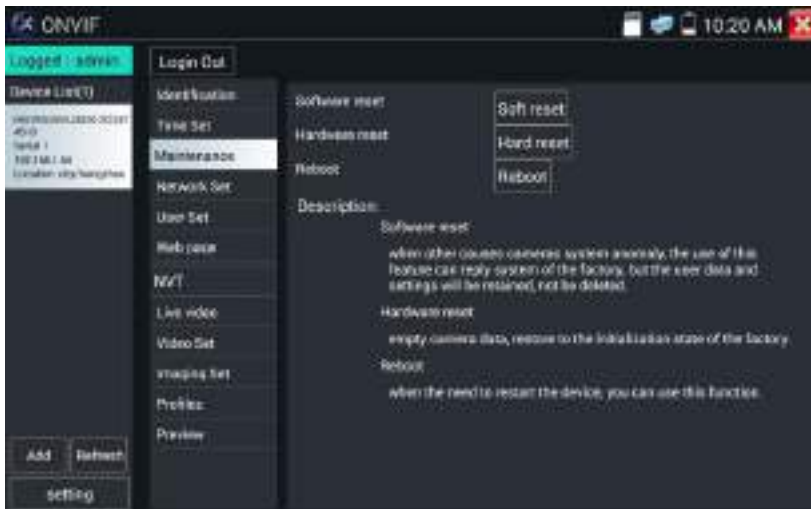 ONVIF
10:20 AM
Logged : admin
Login Out
Device List(1)
Serial 1
Identification
Time Set
Maintenance
Network Set
User Set
Web page
NVT
Live video
Video Set
Imaging Set
Profiles
Preview
Add
Refresh
setting
Software reset
Soft reset
Hardware reset
Hard reset
Reboot
Reboot
Description:
Software reset
when other causes cameras system anomaly, the use of this
feature can reply system of the factory, but the user data and
settings will be retained, not be deleted.
Hardware reset
empty camera data, restore to the initialization state of the factory
Reboot
when the need to restart the device, you can use this function.